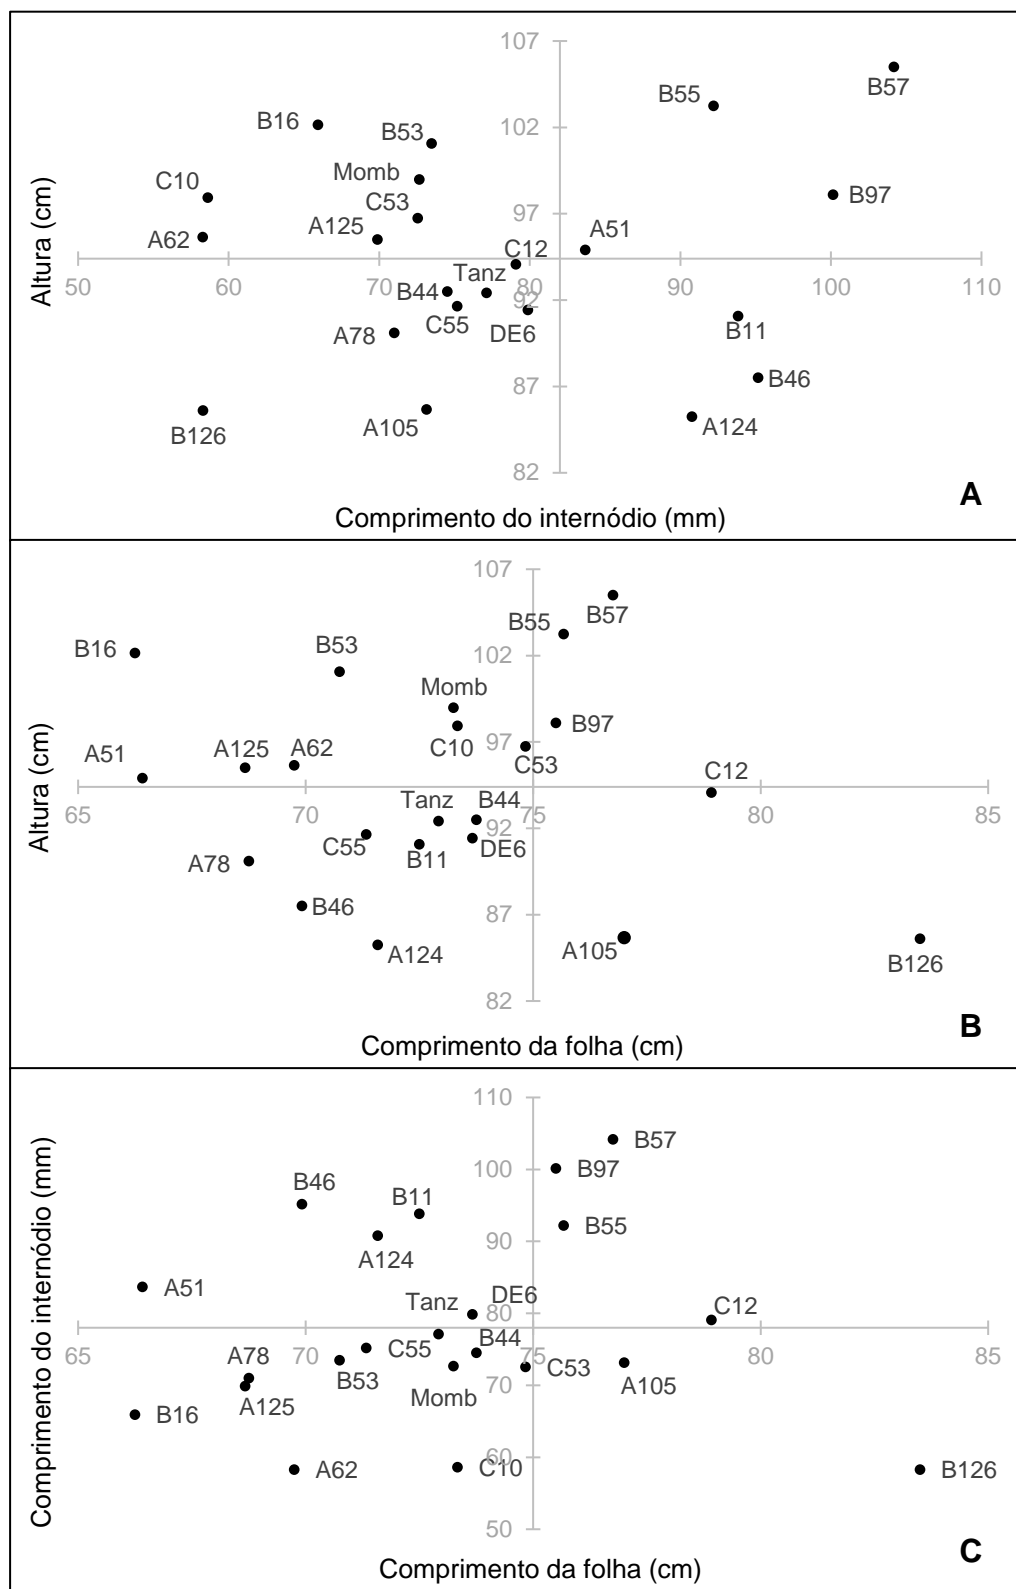 107
B57
B55
B16
B53
102
Momb
C10
C53
97
B97
A62
A125
A51
C12
50
60
70
80
90
100
110
Tanz
B44
92
C55
DE6
A78
B11
87
B46
B126
A105
A124
82
Altura (cm)
Comprimento do internódio (mm)
A
107
B55
B57
B16
B53
102
Momb
C10
B97
97
A51
A125
A62
C53
C12
65
70
75
80
85
Tanz
B44
92
C55
B11
DE6
A78
B46
87
A124
A105
B126
82
Altura (cm)
Comprimento da folha (cm)
B
110
B57
100
B97
B46
B11
B55
90
A124
A51
DE6
Tanz
80
C12
65
70
75
80
85
A78
C55
B44
B53
C53
70
A125
Momb
A105
B16
60
A62
C10
B126
50
Comprimento do internódio (mm)
Comprimento da folha (cm)
C